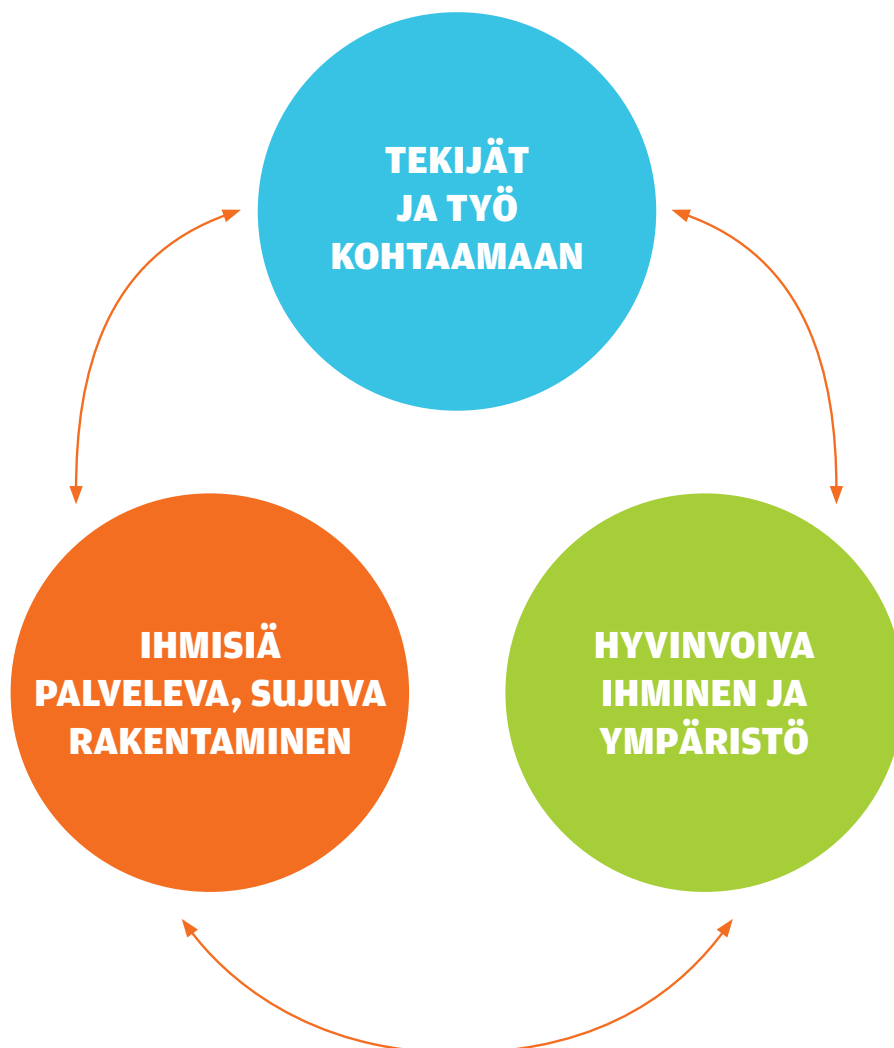 TEKIJÄT
JA TYÖ
KOHTAAMAAN
IHMISIÄ
PALVELEVA, SUJUVA
RAKENTAMINEN
HYVINVOIVA
IHMINEN JA
YMPÄRISTÖ